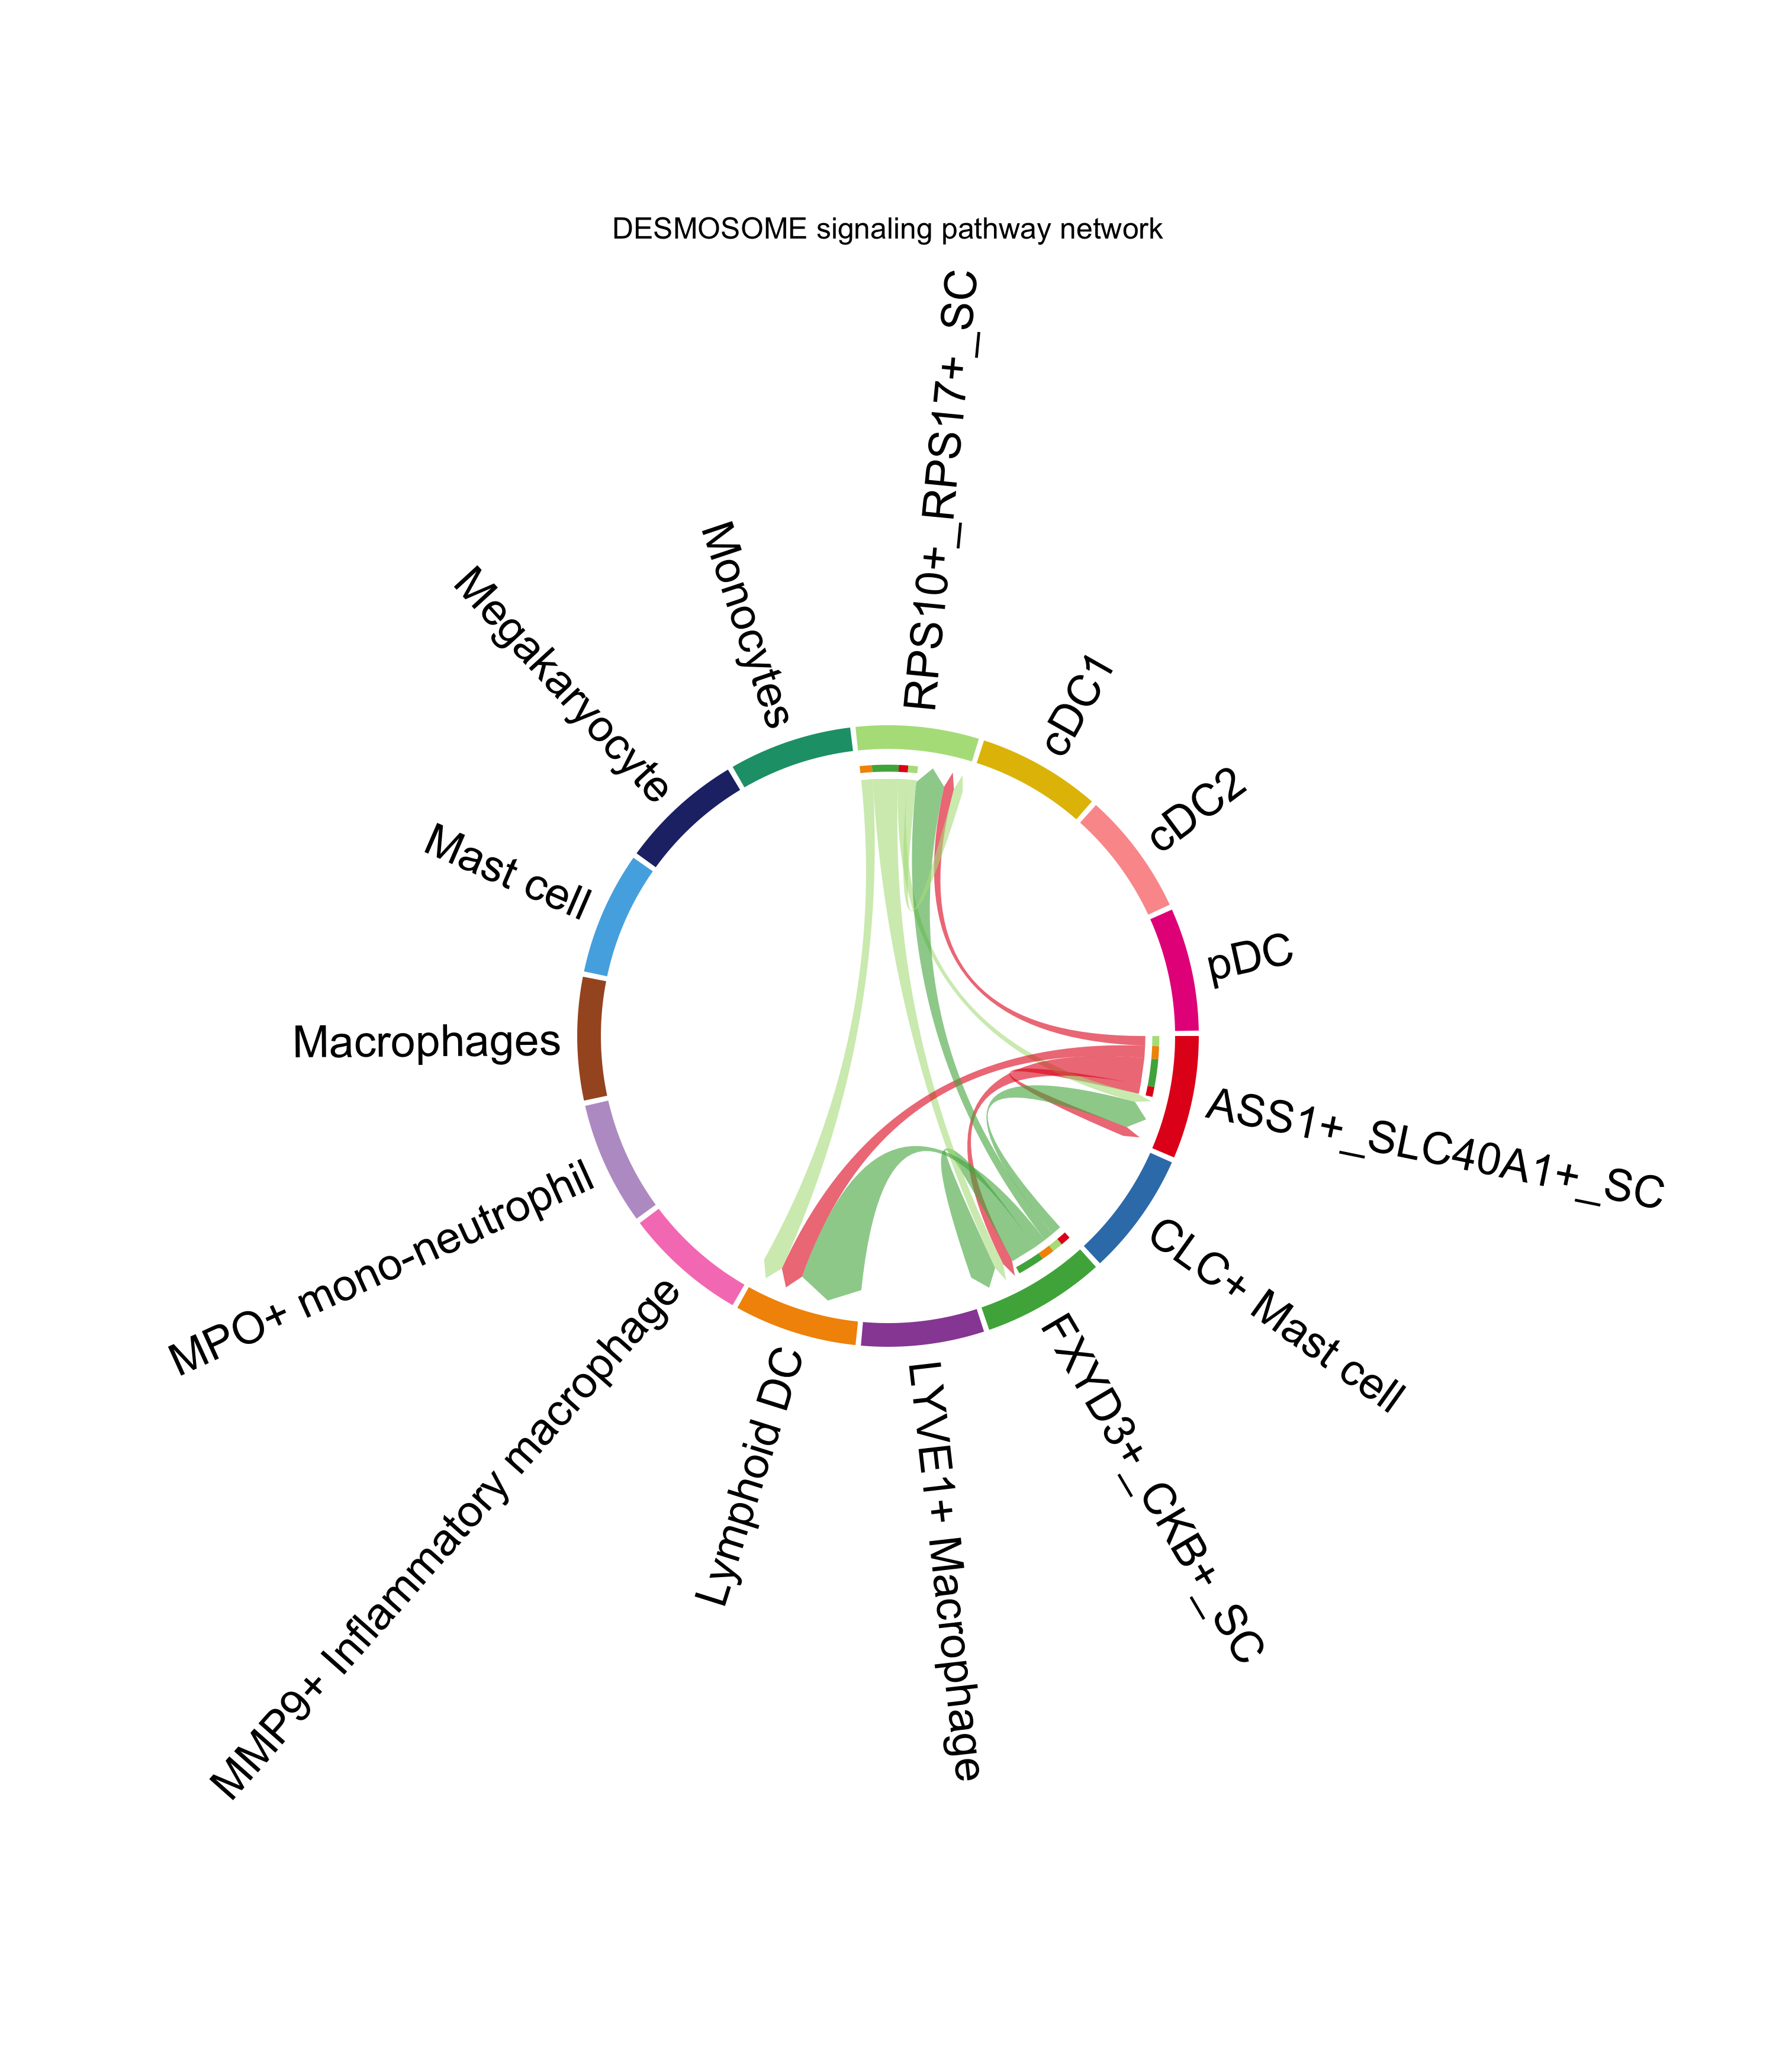 DESMOSOME signaling pathway network
RPS10+_RPS17+_SC
cDC1
cDC2
pDC
ASS1+_SLC40A1+_SC
CLC+ Mast cell
FXYD3+_CKB+_SC
LYVE1+ Macrophage
Lymphoid DC
MMP9+ Inflammatory macrophage
MPO+ mono-neutrophil
Macrophages
Mast cell
Megakaryocyte
Monocytes